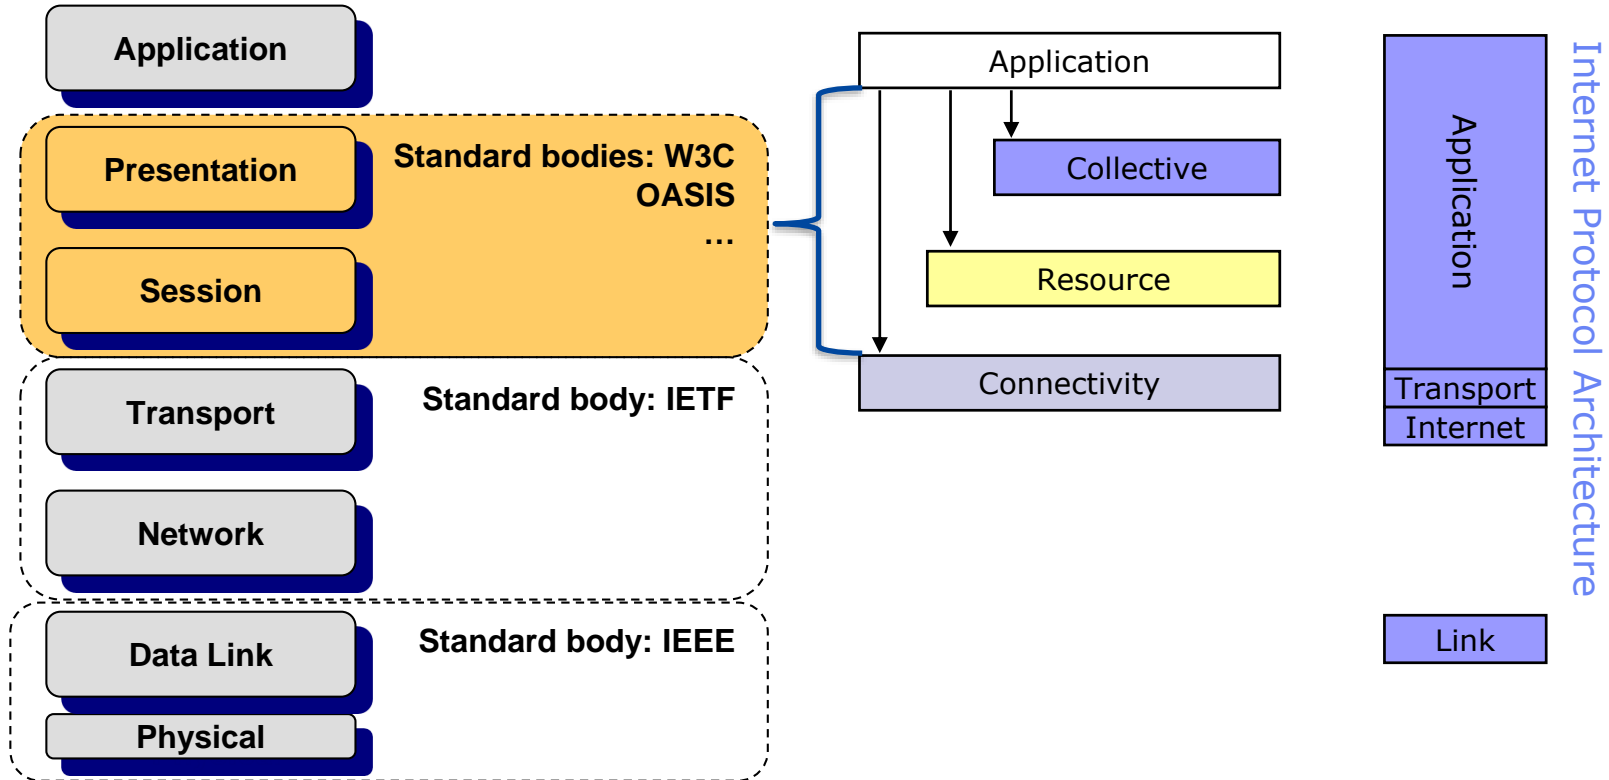 Application
Presentation
Standard bodies: W3C
OASIS
...
Session
Transport
Standard body: IETF
Network
Data Link
Standard body: IEEE
Physical
Application
Collective
Resource
Connectivity
Application
Transport
Internet
Link
Internet Protocol Architecture